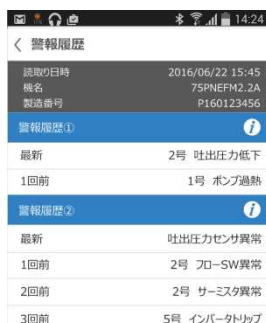 14:24
警報履歴
読取り日時 2016/06/22 15:45
機名 75PNEFM2.2A
製造番号 P160123456
警報履歴①
最新 2号 吐出圧力低下
1回前 1号 ポンプ過熱
警報履歴②
最新 吐出圧力センサ異常
1回前 2号 フローSW異常
2回前 2号 サーミスタ異常
3回前 5号 インバータトリップ